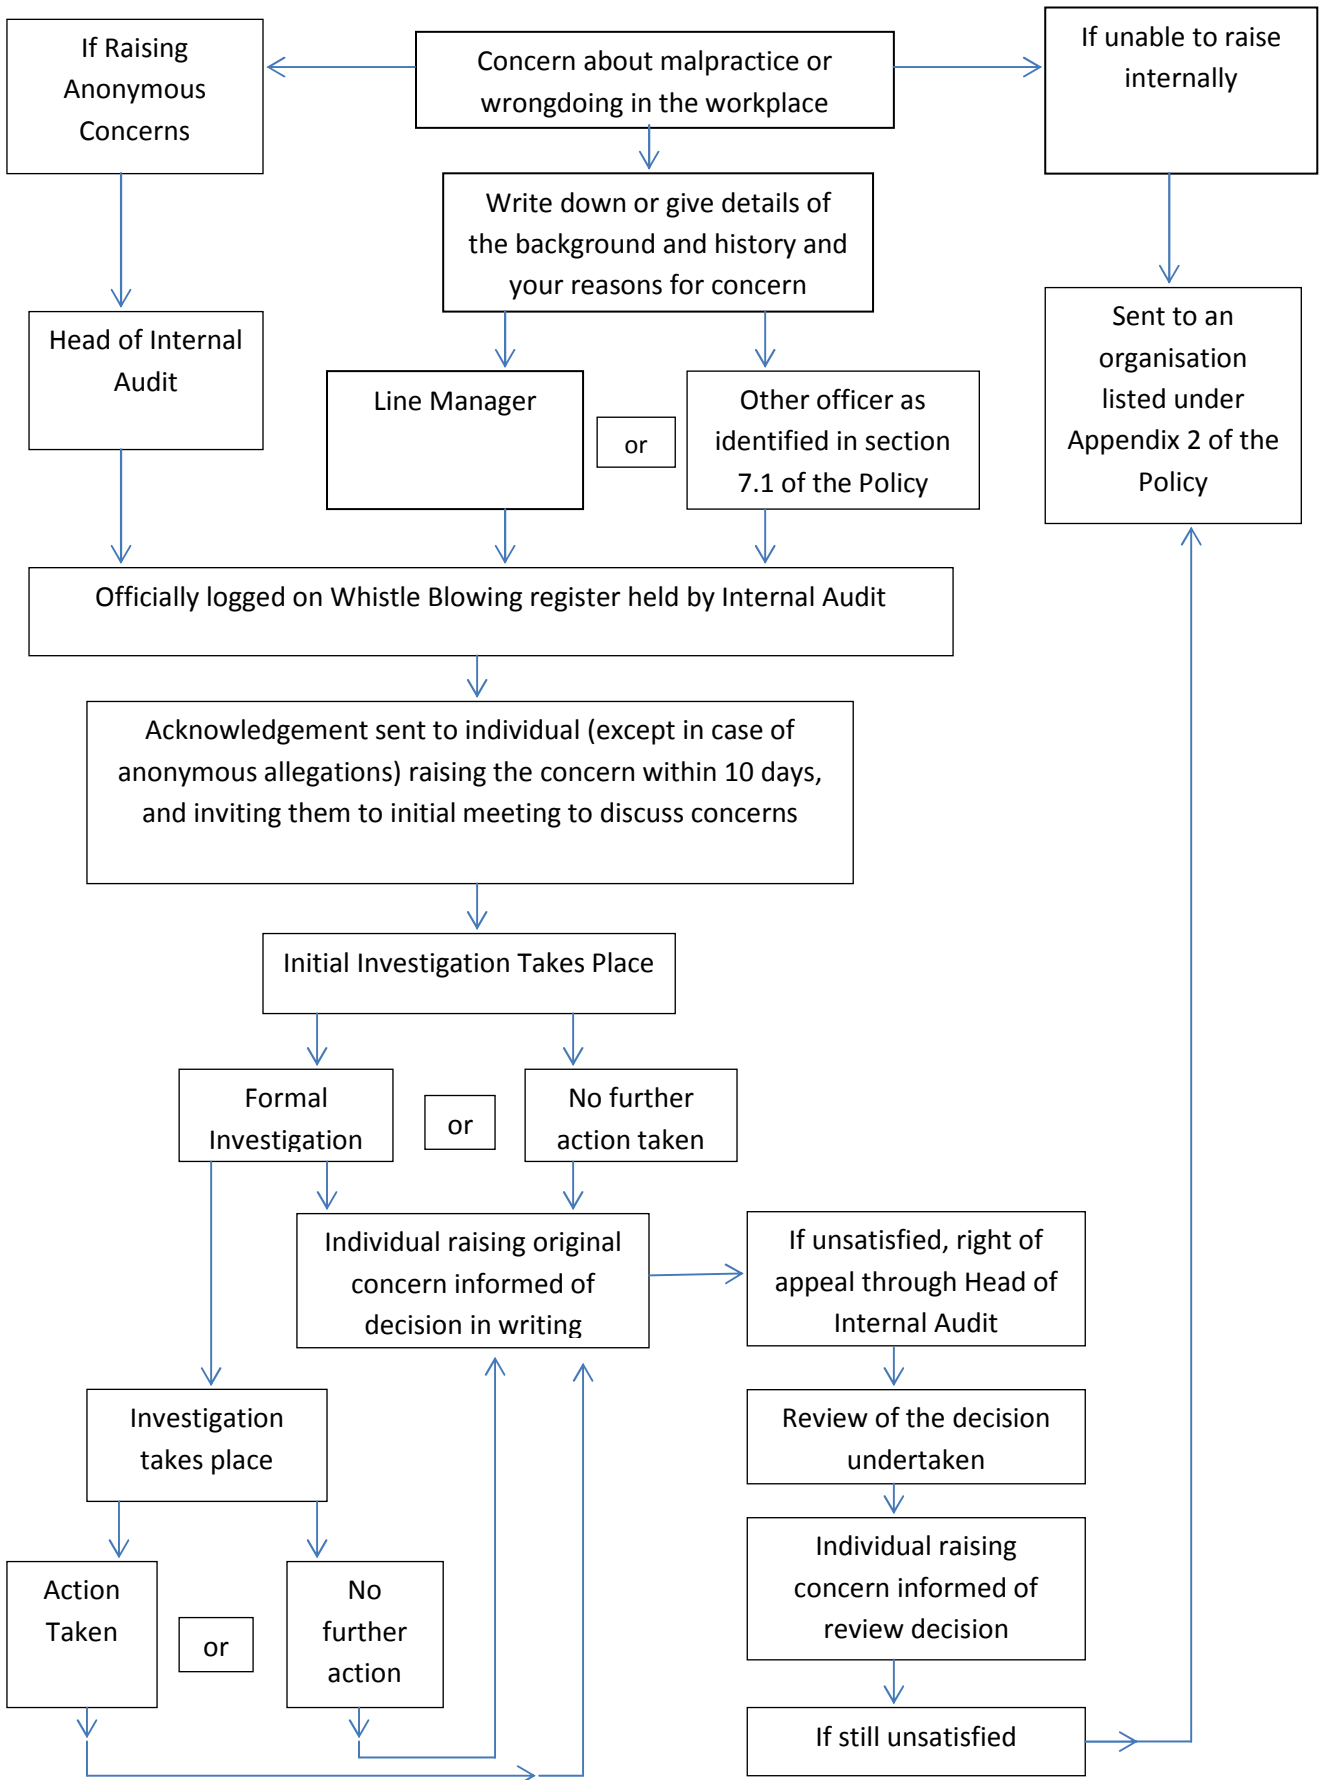 If Raising
Anonymous
Concerns
Concern about malpractice or
wrongdoing in the workplace
If unable to raise
internally
Write down or give details of
the background and history and
your reasons for concern
Head of Internal
Audit
Line Manager
or
Other officer as
identified in section
7.1 of the Policy
Sent to an
organisation
listed under
Appendix 2 of the
Policy
Officially logged on Whistle Blowing register held by Internal Audit
Acknowledgement sent to individual (except in case of
anonymous allegations) raising the concern within 10 days,
and inviting them to initial meeting to discuss concerns
Initial Investigation Takes Place
Formal
Investigation
or
No further
action taken
Individual raising original
concern informed of
decision in writing
If unsatisfied, right of
appeal through Head of
Internal Audit
Investigation
takes place
Review of the decision
undertaken
Individual raising
concern informed of
review decision
Action
Taken
or
No
further
action
If still unsatisfied